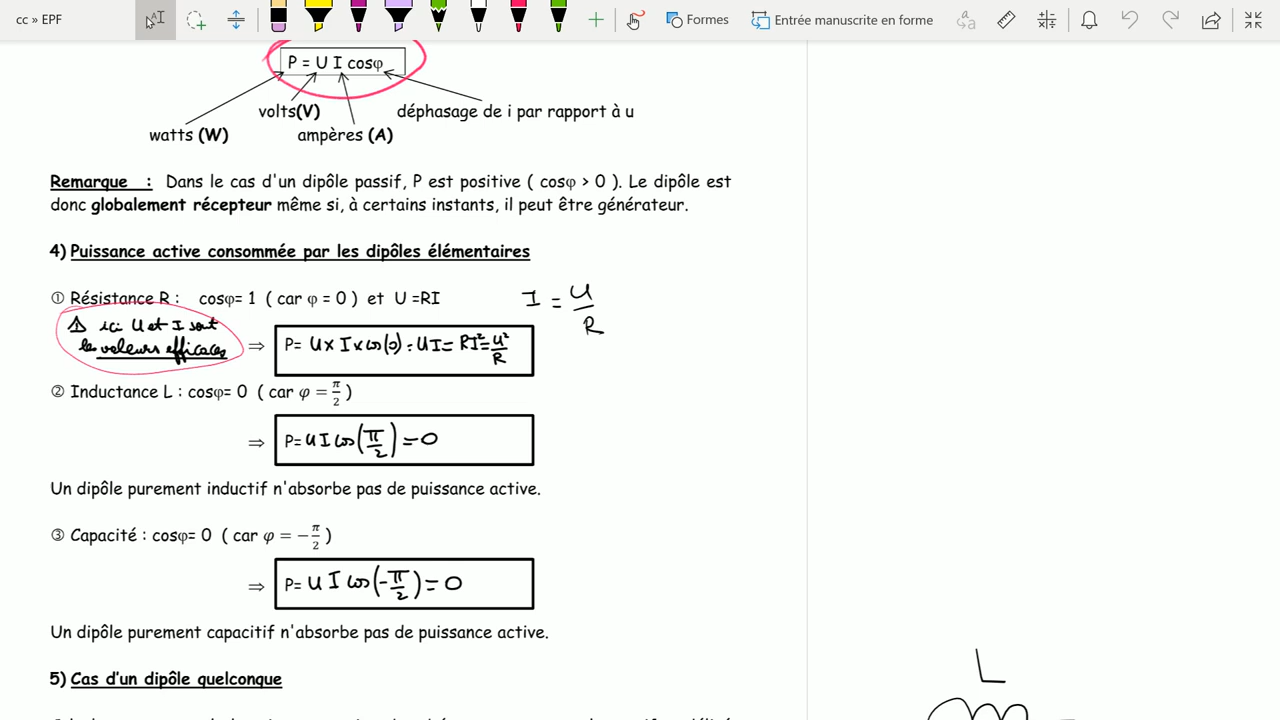 cc » EPF
Formes
Entrée manuscrite en forme
P = U I cosφ
volts(V)
déphasage de i par rapport à u
watts (W)
ampères (A)
Remarque : Dans le cas d'un dipôle passif, P est positive ( cosφ > 0 ). Le dipôle est
donc globalement récepteur même si, à certains instants, il peut être générateur.
4) Puissance active consommée par les dipôles élémentaires
① Résistance R : cosφ= 1 ( car φ = 0 ) et U =RI
I = U/R
⚠ ici U et I sont
les valeurs efficaces
⇒ P= U x I x cos(0) = UI = RI² = U²/R
② Inductance L : cosφ= 0 ( car φ = π/2 )
⇒ P= U I cos(π/2) = 0
Un dipôle purement inductif n'absorbe pas de puissance active.
③ Capacité : cosφ= 0 ( car φ = −π/2 )
⇒ P= U I cos(-π/2) = 0
Un dipôle purement capacitif n'absorbe pas de puissance active.
L
5) Cas d'un dipôle quelconque